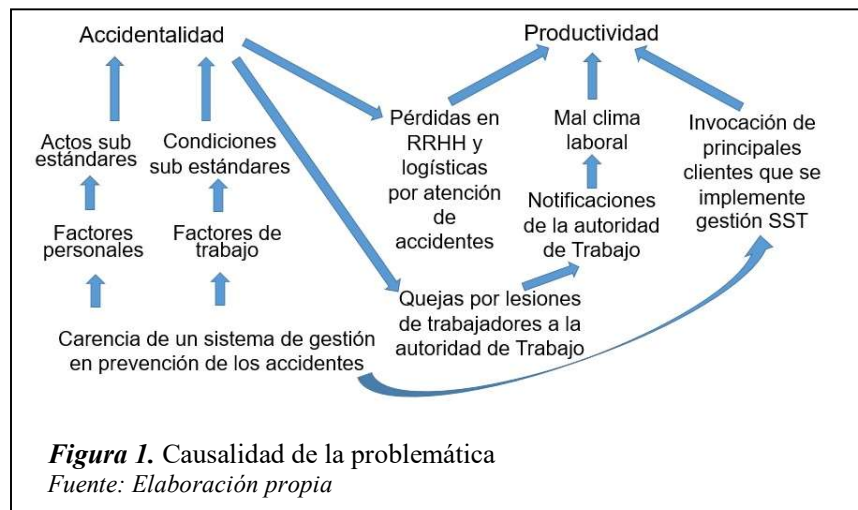 Accidentalidad
Productividad
Actos sub
estándares
Condiciones
sub estándares
Pérdidas en
RRHH y
logísticas
por atención
de
accidentes
Mal clima
laboral
Invocación de
principales
clientes que se
implemente
gestión SST
Factores
personales
Factores de
trabajo
Notificaciones
de la autoridad
de Trabajo
Quejas por lesiones
de trabajadores a la
autoridad de Trabajo
Carencia de un sistema de gestión
en prevención de los accidentes
Figura 1. Causalidad de la problemática
Fuente: Elaboración propia